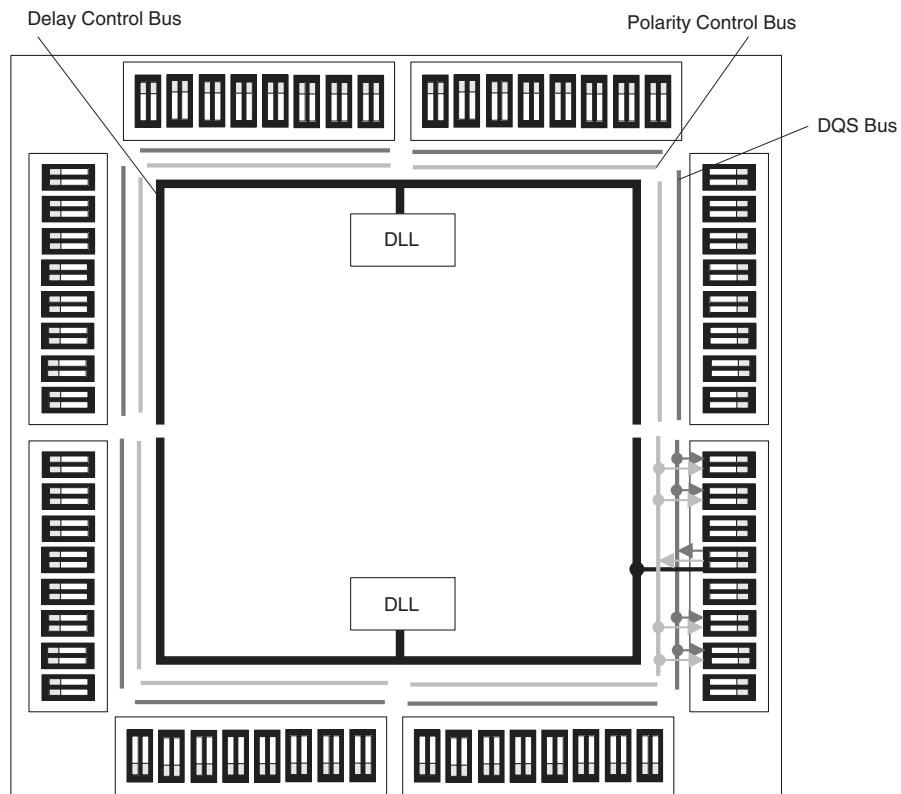 Delay Control Bus
Polarity Control Bus
DQS Bus
DLL
DLL